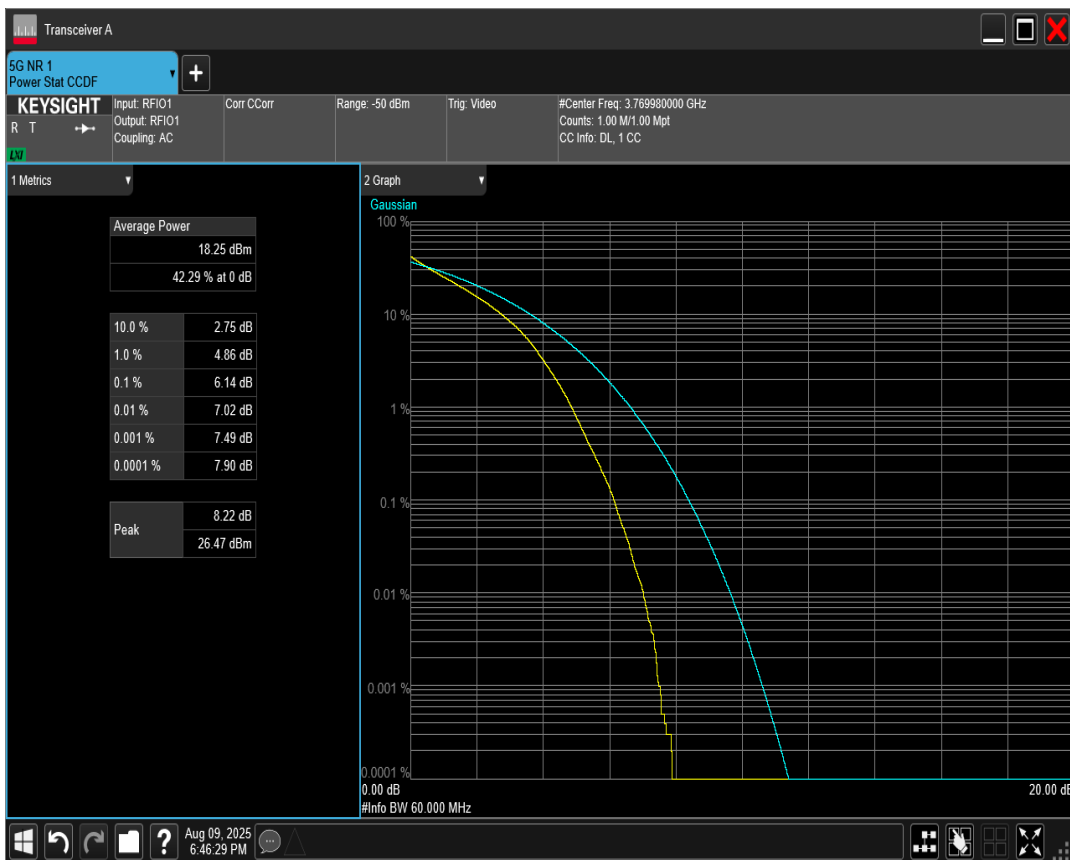 Transceiver A
5G NR 1
Power Stat CCDF
+
KEYSIGHT
R T
LXI
Input: RFIO1
Output: RFIO1
Coupling: AC
Corr CCorr
Range: -50 dBm
Trig: Video
#Center Freq: 3.769980000 GHz
Counts: 1.00 M/1.00 Mpt
CC Info: DL, 1 CC
1 Metrics
Average Power
18.25 dBm
42.29 % at 0 dB
10.0 % 2.75 dB
1.0 % 4.86 dB
0.1 % 6.14 dB
0.01 % 7.02 dB
0.001 % 7.49 dB
0.0001 % 7.90 dB
Peak
8.22 dB
26.47 dBm
2 Graph
Gaussian
100 %
10 %
1 %
0.1 %
0.01 %
0.001 %
0.0001 %
0.00 dB
20.00 dB
#Info BW 60.000 MHz
?
Aug 09, 2025
6:46:29 PM